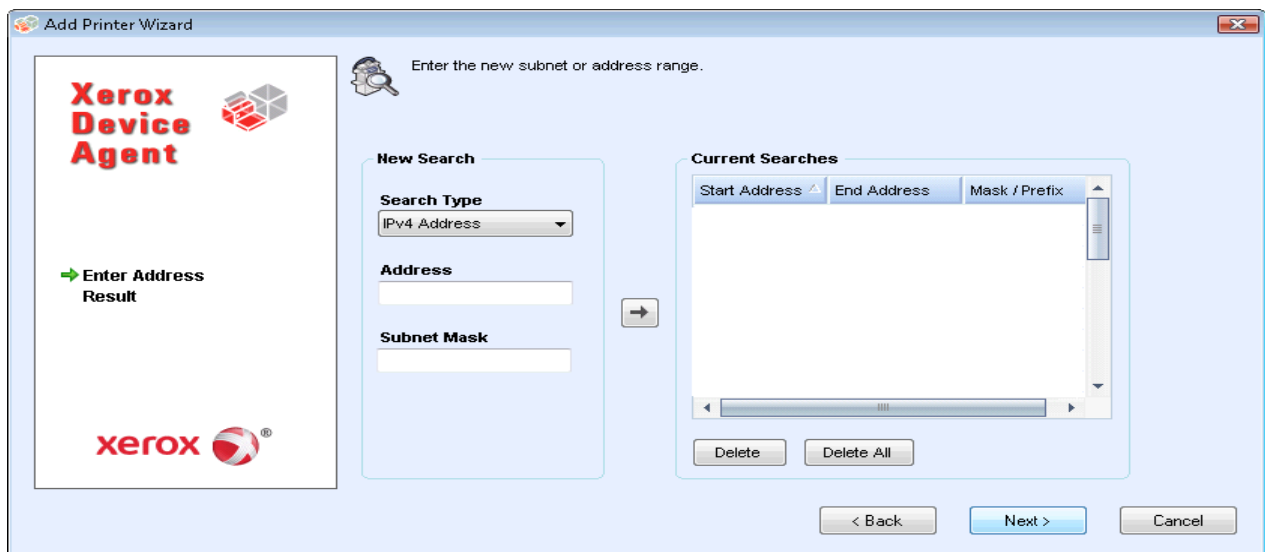 Add Printer Wizard
Xerox
Device
Agent
Enter Address
Result
xerox ®
Enter the new subnet or address range.
New Search
Search Type
IPv4 Address
Address
Subnet Mask
Current Searches
Start Address End Address Mask / Prefix
Delete Delete All
< Back Next > Cancel